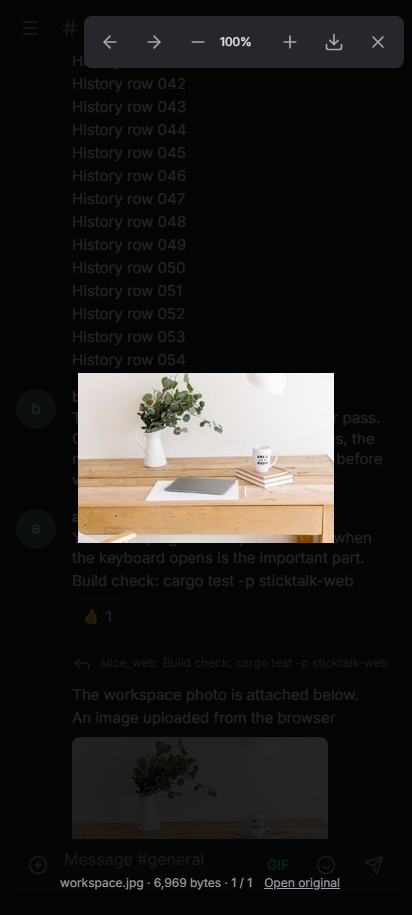 #
100%
History row 042
History row 043
History row 044
History row 045
History row 046
History row 047
History row 048
History row 049
History row 050
History row 051
History row 052
History row 053
History row 054
b
pass.
the
before
a
when
the keyboard opens is the important part.
Build check: cargo test -p sticktalk-web
👍 1
alice_web: Build check: cargo test -p sticktalk-web
The workspace photo is attached below.
An image uploaded from the browser
Message #general
GIF
workspace.jpg · 6,969 bytes · 1 / 1 Open original